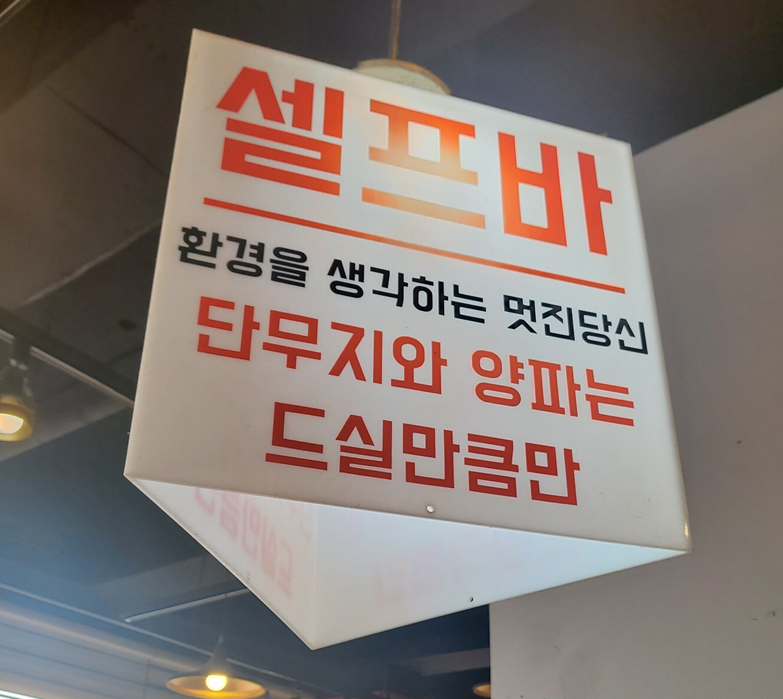 셀프바
환경을 생각하는 멋진당신
단무지와 양파는
드실만큼만